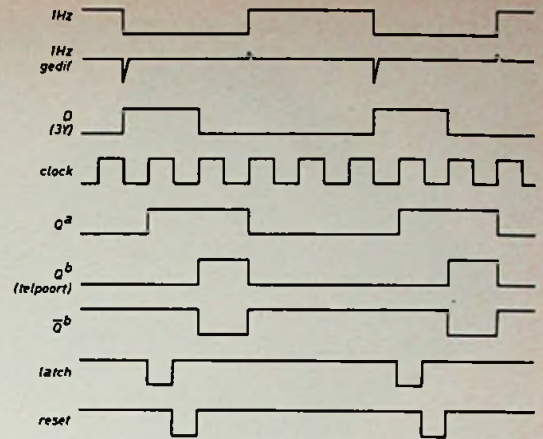 1Hz
1Hz
gedif
D
(3Y)
clock
Qa
Qb
(telpoort)
Q̅b
latch
reset